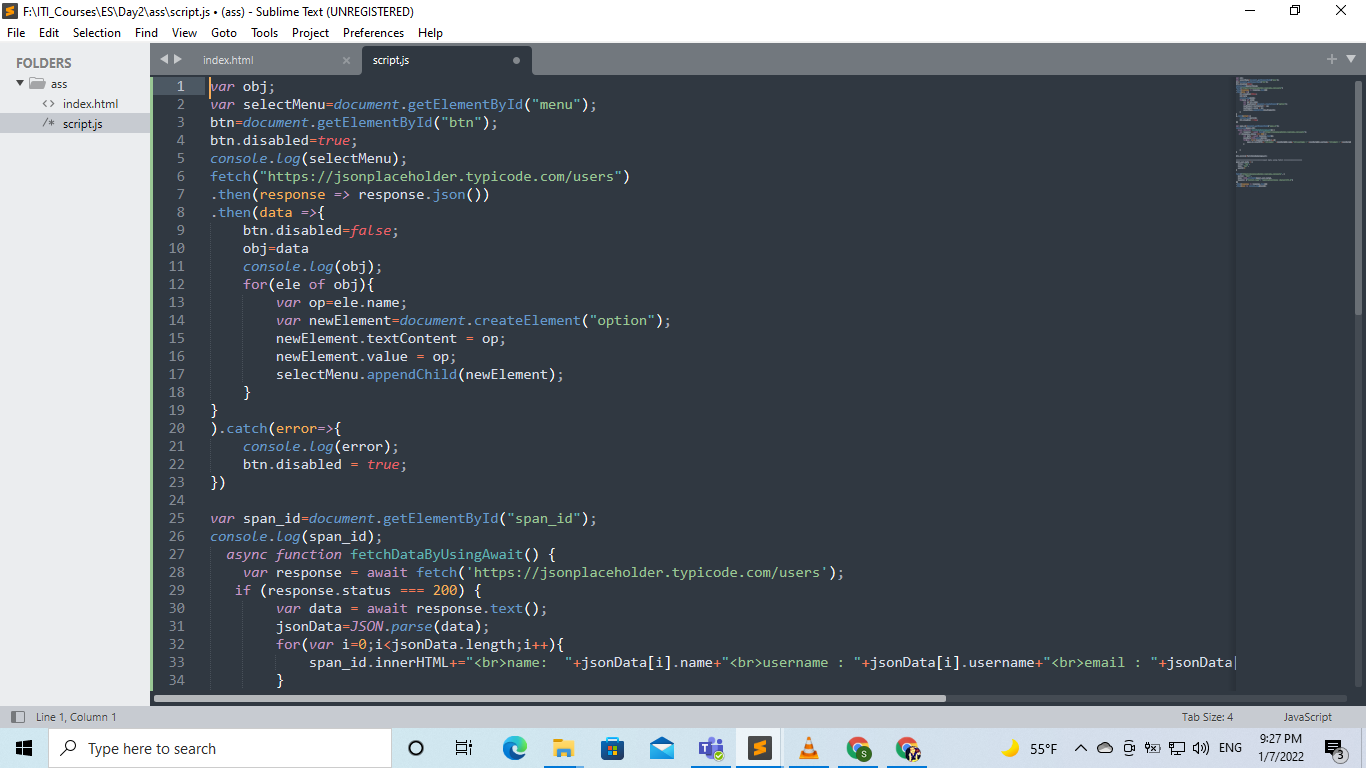 F:\ITI_Courses\ES\Day2\ass\script.js • (ass) - Sublime Text (UNREGISTERED)
File Edit Selection Find View Goto Tools Project Preferences Help
FOLDERS
ass
<> index.html
/* script.js
index.html × script.js
1 var obj;
2 var selectMenu=document.getElementById("menu");
3 btn=document.getElementById("btn");
4 btn.disabled=true;
5 console.log(selectMenu);
6 fetch("https://jsonplaceholder.typicode.com/users")
7 .then(response => response.json())
8 .then(data =>{
9     btn.disabled=false;
10     obj=data
11     console.log(obj);
12     for(ele of obj){
13         var op=ele.name;
14         var newElement=document.createElement("option");
15         newElement.textContent = op;
16         newElement.value = op;
17         selectMenu.appendChild(newElement);
18     }
19 }
20 ).catch(error=>{
21     console.log(error);
22     btn.disabled = true;
23 })
24
25 var span_id=document.getElementById("span_id");
26 console.log(span_id);
27   async function fetchDataByUsingAwait() {
28     var response = await fetch('https://jsonplaceholder.typicode.com/users');
29    if (response.status === 200) {
30         var data = await response.text();
31         jsonData=JSON.parse(data);
32         for(var i=0;i<jsonData.length;i++){
33             span_id.innerHTML+="<br>name:  "+jsonData[i].name+"<br>username : "+jsonData[i].username+"<br>email : "+jsonData
34         }
Line 1, Column 1 Tab Size: 4 JavaScript
Type here to search
55°F ENG
9:27 PM
1/7/2022
3